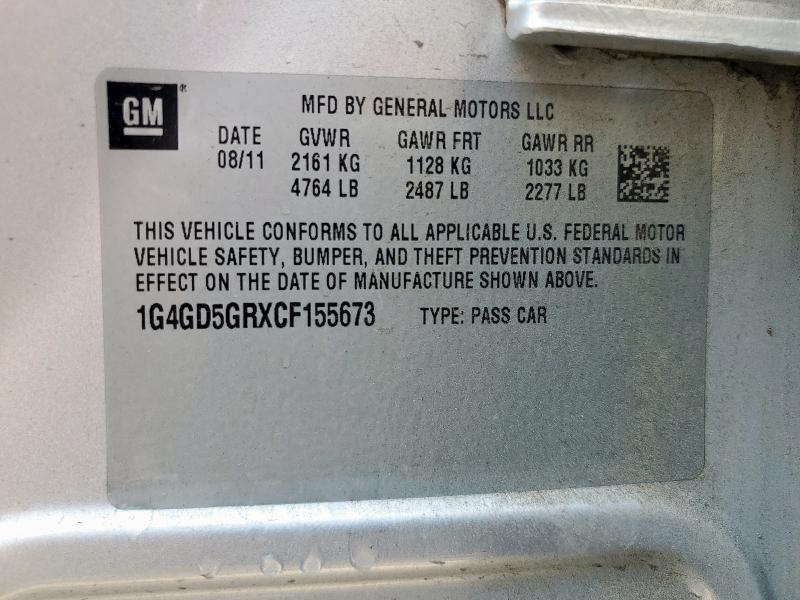 GM®
MFD BY GENERAL MOTORS LLC
DATE GVWR GAWR FRT GAWR RR
08/11 2161 KG 1128 KG 1033 KG
4764 LB 2487 LB 2277 LB
THIS VEHICLE CONFORMS TO ALL APPLICABLE U.S. FEDERAL MOTOR
VEHICLE SAFETY, BUMPER, AND THEFT PREVENTION STANDARDS IN
EFFECT ON THE DATE OF MANUFACTURE SHOWN ABOVE.
1G4GD5GRXCF155673 TYPE: PASS CAR